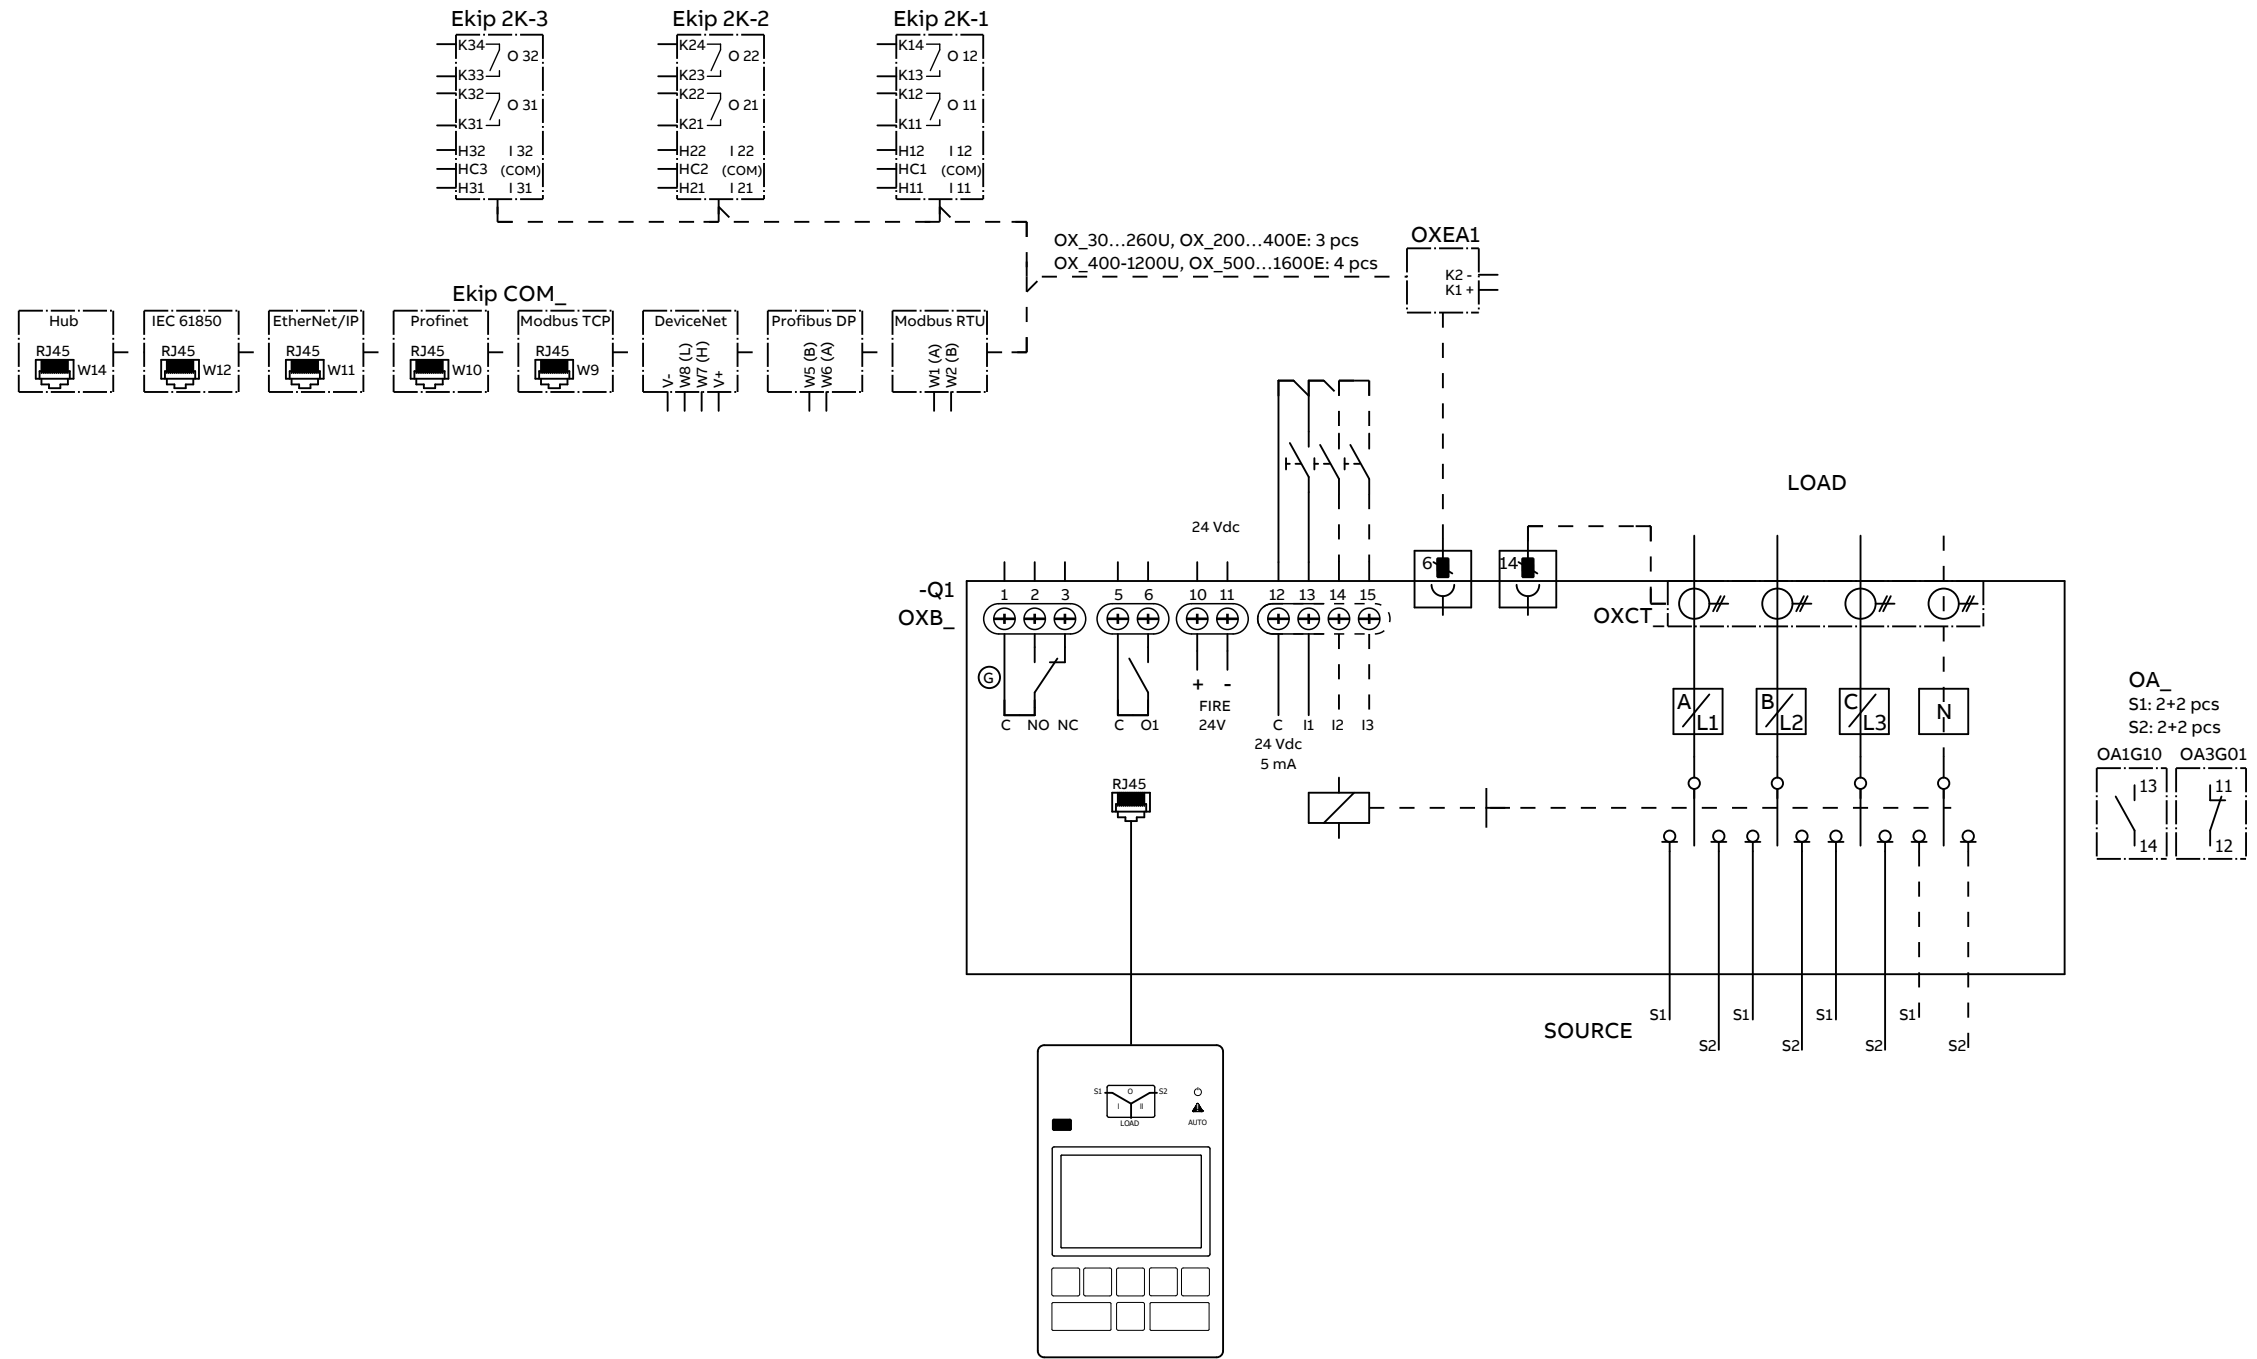 Ekip 2K-3
K34
O 32
K33
K32
O 31
K31
H32 I 32
HC3 (COM)
H31 I 31
Ekip 2K-2
K24
O 22
K23
K22
O 21
K21
H22 I 22
HC2 (COM)
H21 I 21
Ekip 2K-1
K14
O 12
K13
K12
O 11
K11
H12 I 12
HC1 (COM)
H11 I 11
OX_30...260U, OX_200...400E: 3 pcs
OX_400-1200U, OX_500...1600E: 4 pcs
OXEA1
K2 -
K1 +
Ekip COM_
Hub
RJ45
W14
IEC 61850
RJ45
W12
EtherNet/IP
RJ45
W11
Profinet
RJ45
W10
Modbus TCP
RJ45
W9
DeviceNet
V-
W8 (L)
W7 (H)
V+
Profibus DP
W5 (B)
W6 (A)
Modbus RTU
W1 (A)
W2 (B)
LOAD
24 Vdc
6
14
-Q1
OXB_
1 2 3 5 6 10 11 12 13 14 15
OXCT_
G
+ -
FIRE
24V
C NO NC
C O1
C I1 I2 I3
24 Vdc
5 mA
A/L1
B/L2
C/L3
N
OA_
S1: 2+2 pcs
S2: 2+2 pcs
OA1G10
13
14
OA3G01
11
12
RJ45
SOURCE
S1 S1 S1 S1
S2 S2 S2 S2
S1 O S2
I II
LOAD
AUTO